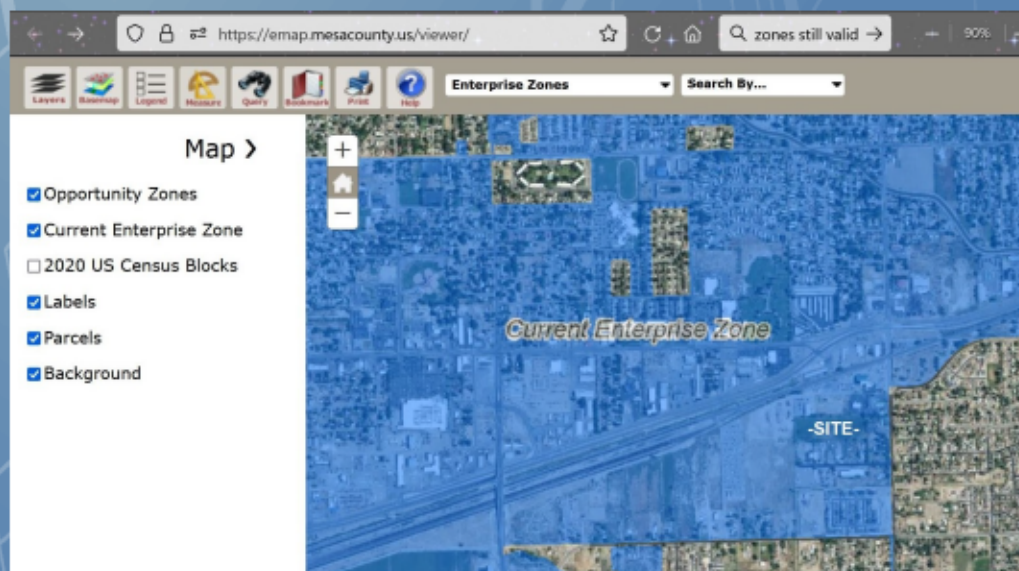 https://emap.mesacounty.us/viewer/ zones still valid 90%
Layers Basemap Legend Measure Query Bookmark Print Help Enterprise Zones Search By...
Map
Opportunity Zones
Current Enterprise Zone
2020 US Census Blocks
Labels
Parcels
Background
Current Enterprise Zone
-SITE-